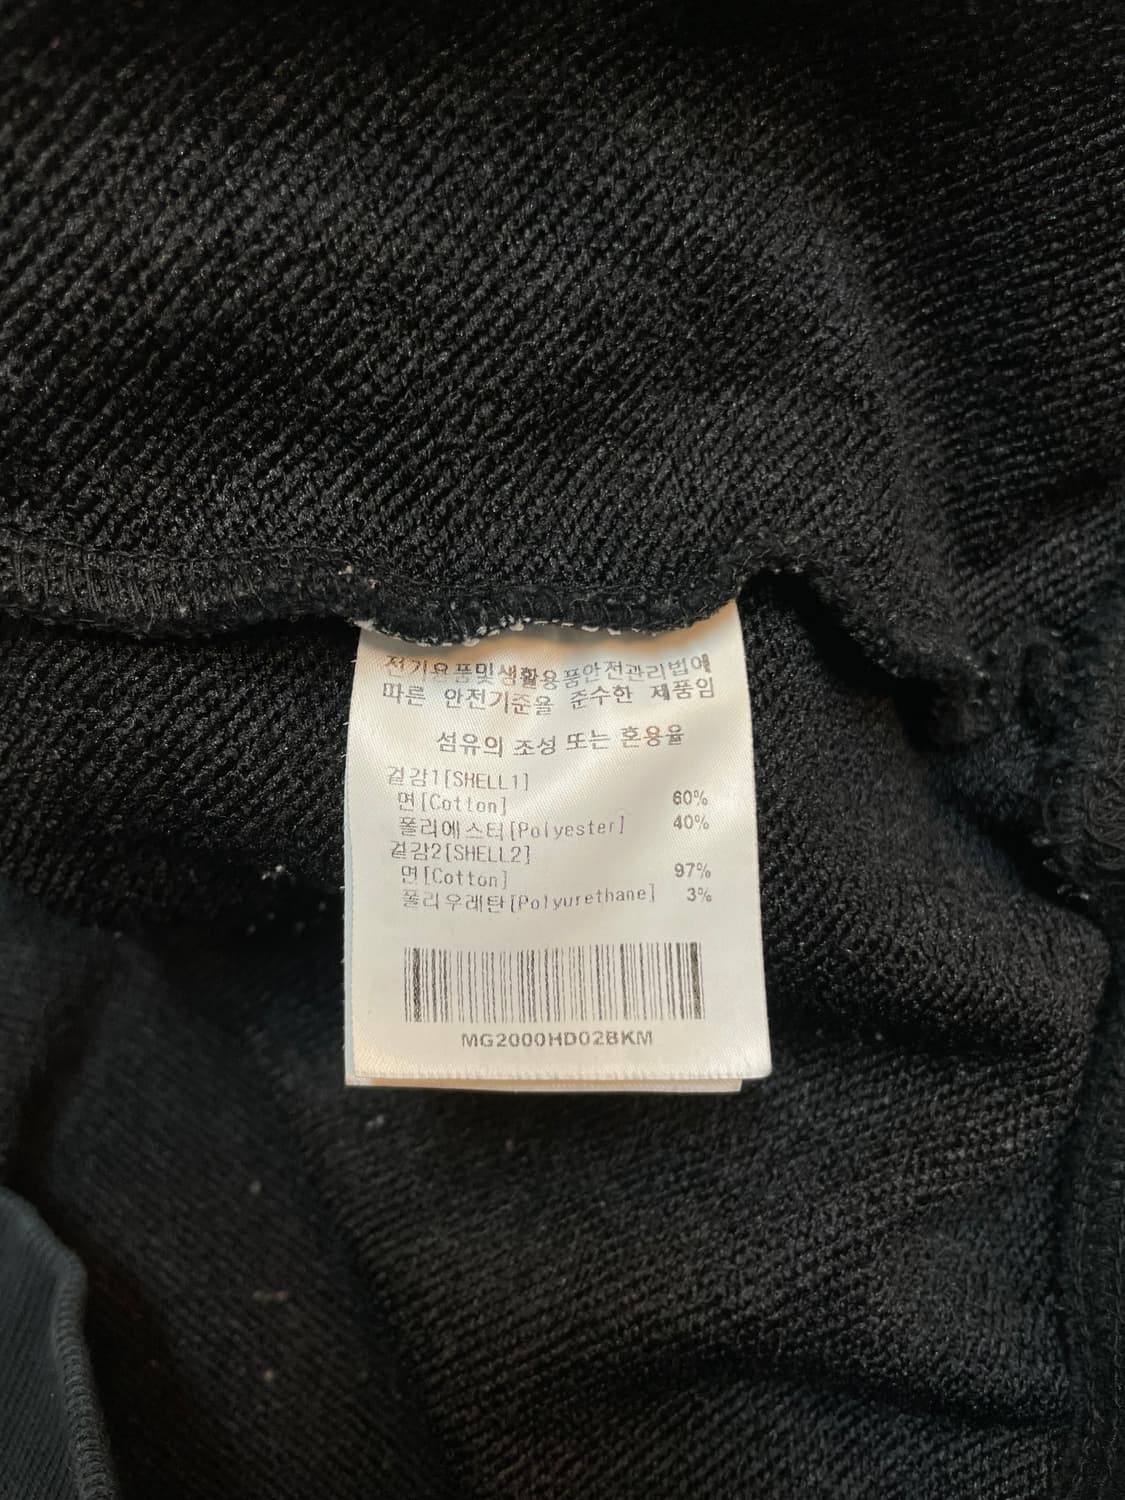 전기용품및생활용품안전관리법에
따른 안전기준을 준수한 제품임
섬유의 조성 또는 혼용율
겉감1[SHELL1]
면[Cotton] 60%
폴리에스터[Polyester] 40%
겉감2[SHELL2]
면[Cotton] 97%
폴리우레탄[Polyurethane] 3%
MG2000HD02BKM